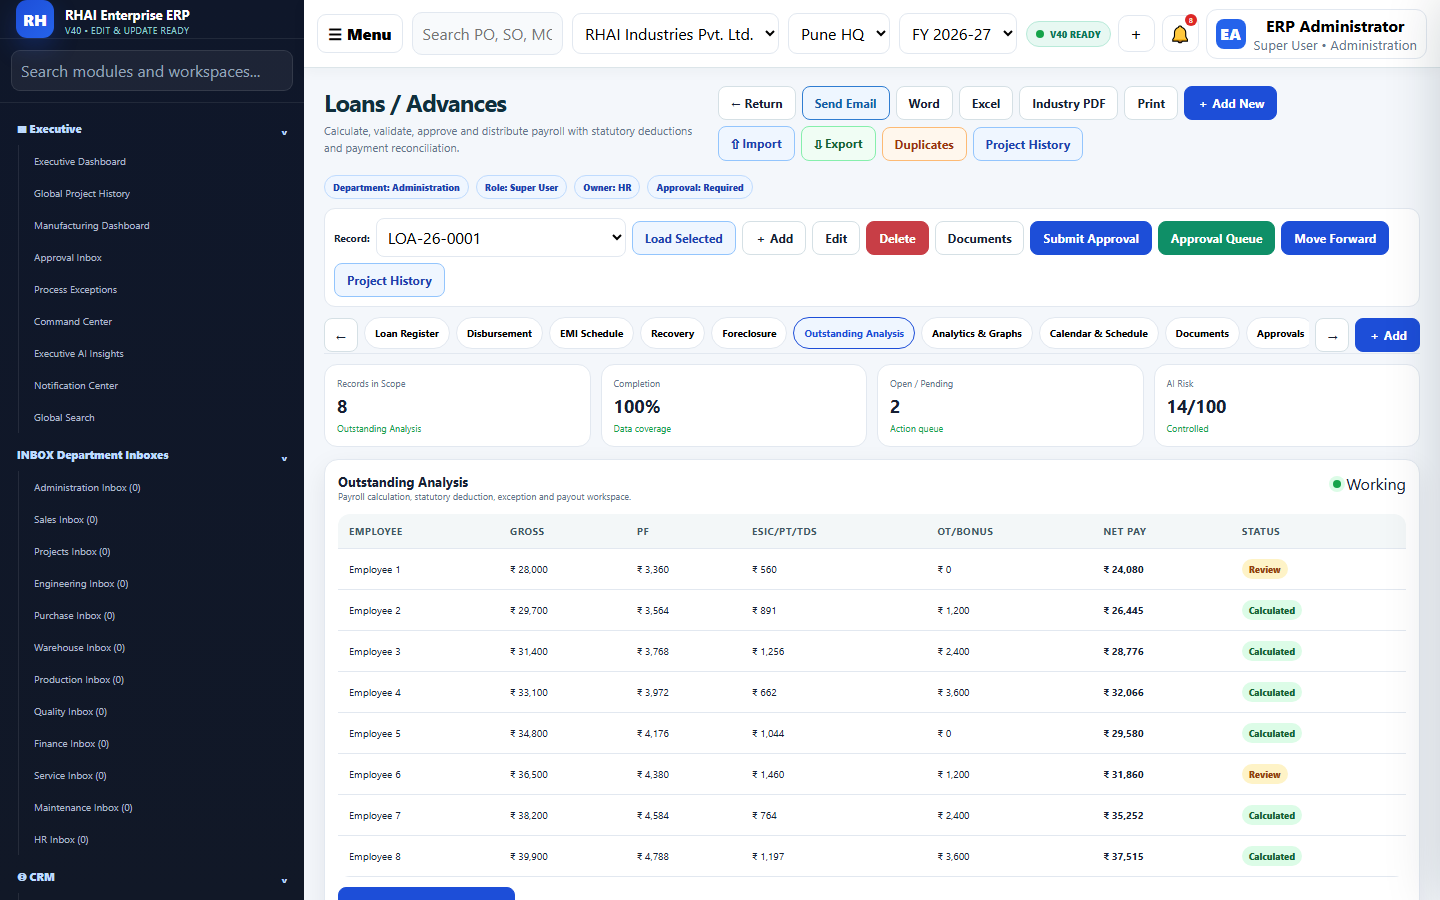 RH
RHAI Enterprise ERP
V40 • EDIT & UPDATE READY
Search modules and workspaces...
Executive
Executive Dashboard
Global Project History
Manufacturing Dashboard
Approval Inbox
Process Exceptions
Command Center
Executive AI Insights
Notification Center
Global Search
INBOX Department Inboxes
Administration Inbox (0)
Sales Inbox (0)
Projects Inbox (0)
Engineering Inbox (0)
Purchase Inbox (0)
Warehouse Inbox (0)
Production Inbox (0)
Quality Inbox (0)
Finance Inbox (0)
Service Inbox (0)
Maintenance Inbox (0)
HR Inbox (0)
CRM
☰ Menu
Search PO, SO, MC
RHAI Industries Pvt. Ltd.
Pune HQ
FY 2026-27
V40 READY
+
8
EA
ERP Administrator
Super User • Administration
Loans / Advances
Calculate, validate, approve and distribute payroll with statutory deductions
and payment reconciliation.
← Return
Send Email
Word
Excel
Industry PDF
Print
+ Add New
⇧ Import
⇩ Export
Duplicates
Project History
Department: Administration
Role: Super User
Owner: HR
Approval: Required
Record:
LOA-26-0001
Load Selected
+ Add
Edit
Delete
Documents
Submit Approval
Approval Queue
Move Forward
Project History
←
Loan Register
Disbursement
EMI Schedule
Recovery
Foreclosure
Outstanding Analysis
Analytics & Graphs
Calendar & Schedule
Documents
Approvals
→
+ Add
Records in Scope
8
Outstanding Analysis
Completion
100%
Data coverage
Open / Pending
2
Action queue
AI Risk
14/100
Controlled
Outstanding Analysis
Payroll calculation, statutory deduction, exception and payout workspace.
Working
EMPLOYEE GROSS PF ESIC/PT/TDS OT/BONUS NET PAY STATUS
Employee 1 ₹ 28,000 ₹ 3,360 ₹ 560 ₹ 0 ₹ 24,080 Review
Employee 2 ₹ 29,700 ₹ 3,564 ₹ 891 ₹ 1,200 ₹ 26,445 Calculated
Employee 3 ₹ 31,400 ₹ 3,768 ₹ 1,256 ₹ 2,400 ₹ 28,776 Calculated
Employee 4 ₹ 33,100 ₹ 3,972 ₹ 662 ₹ 3,600 ₹ 32,066 Calculated
Employee 5 ₹ 34,800 ₹ 4,176 ₹ 1,044 ₹ 0 ₹ 29,580 Calculated
Employee 6 ₹ 36,500 ₹ 4,380 ₹ 1,460 ₹ 1,200 ₹ 31,860 Review
Employee 7 ₹ 38,200 ₹ 4,584 ₹ 764 ₹ 2,400 ₹ 35,252 Calculated
Employee 8 ₹ 39,900 ₹ 4,788 ₹ 1,197 ₹ 3,600 ₹ 37,515 Calculated